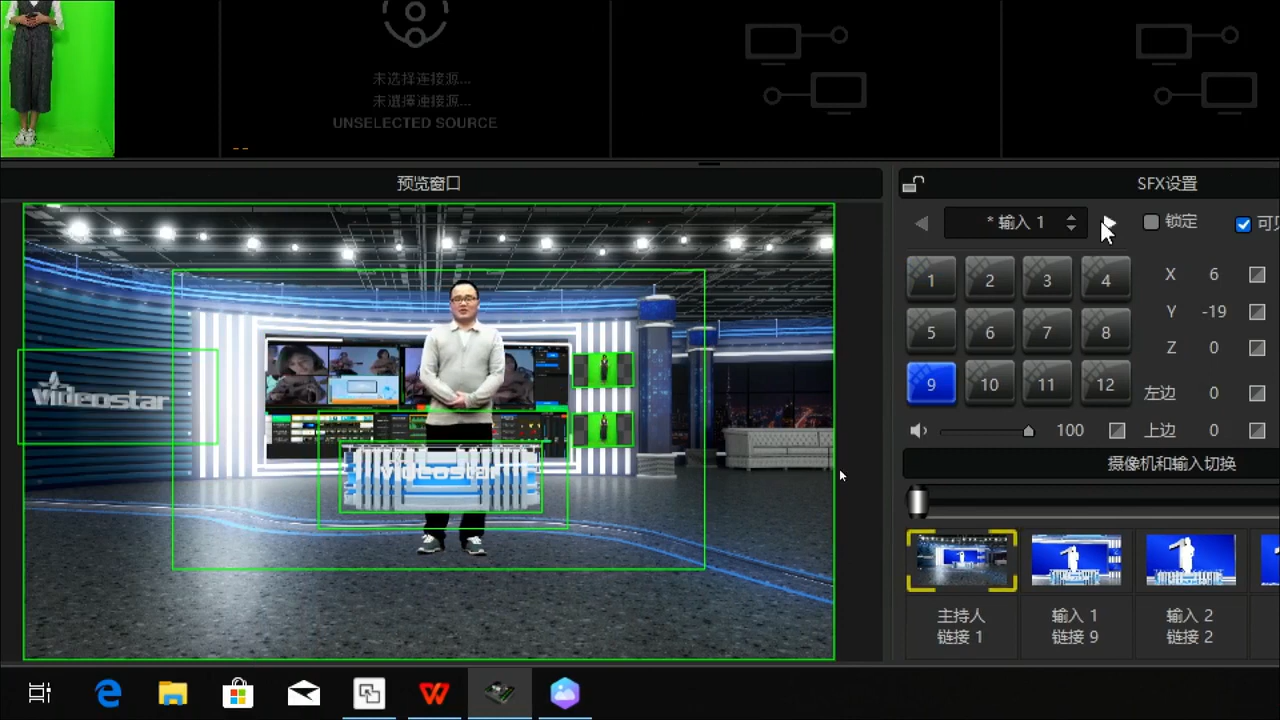 未选择连接源...
未選擇連接源...
UNSELECTED SOURCE
预览窗口
SFX设置
* 输入 1
锁定
可
1 2 3 4
5 6 7 8
9 10 11 12
X 6
Y -19
Z 0
左边 0
上边 0
100
摄像机和输入切换
Videostar
VIDEOSTAR
主持人
链接 1
输入 1
链接 9
输入 2
链接 2